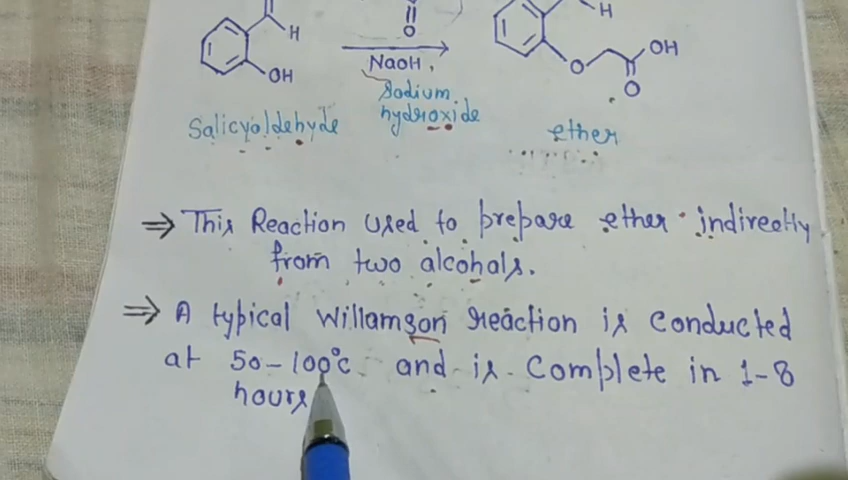 H
OH
H
O
NaOH,
Sodium
hydroxide
OH
O
O
Salicyaldehyde
ether
⇒ This Reaction used to prepare ether indirectly
from two alcohals.
⇒ A typical Willamson reaction is conducted
at 50-100°c and is complete in 1-8
hours